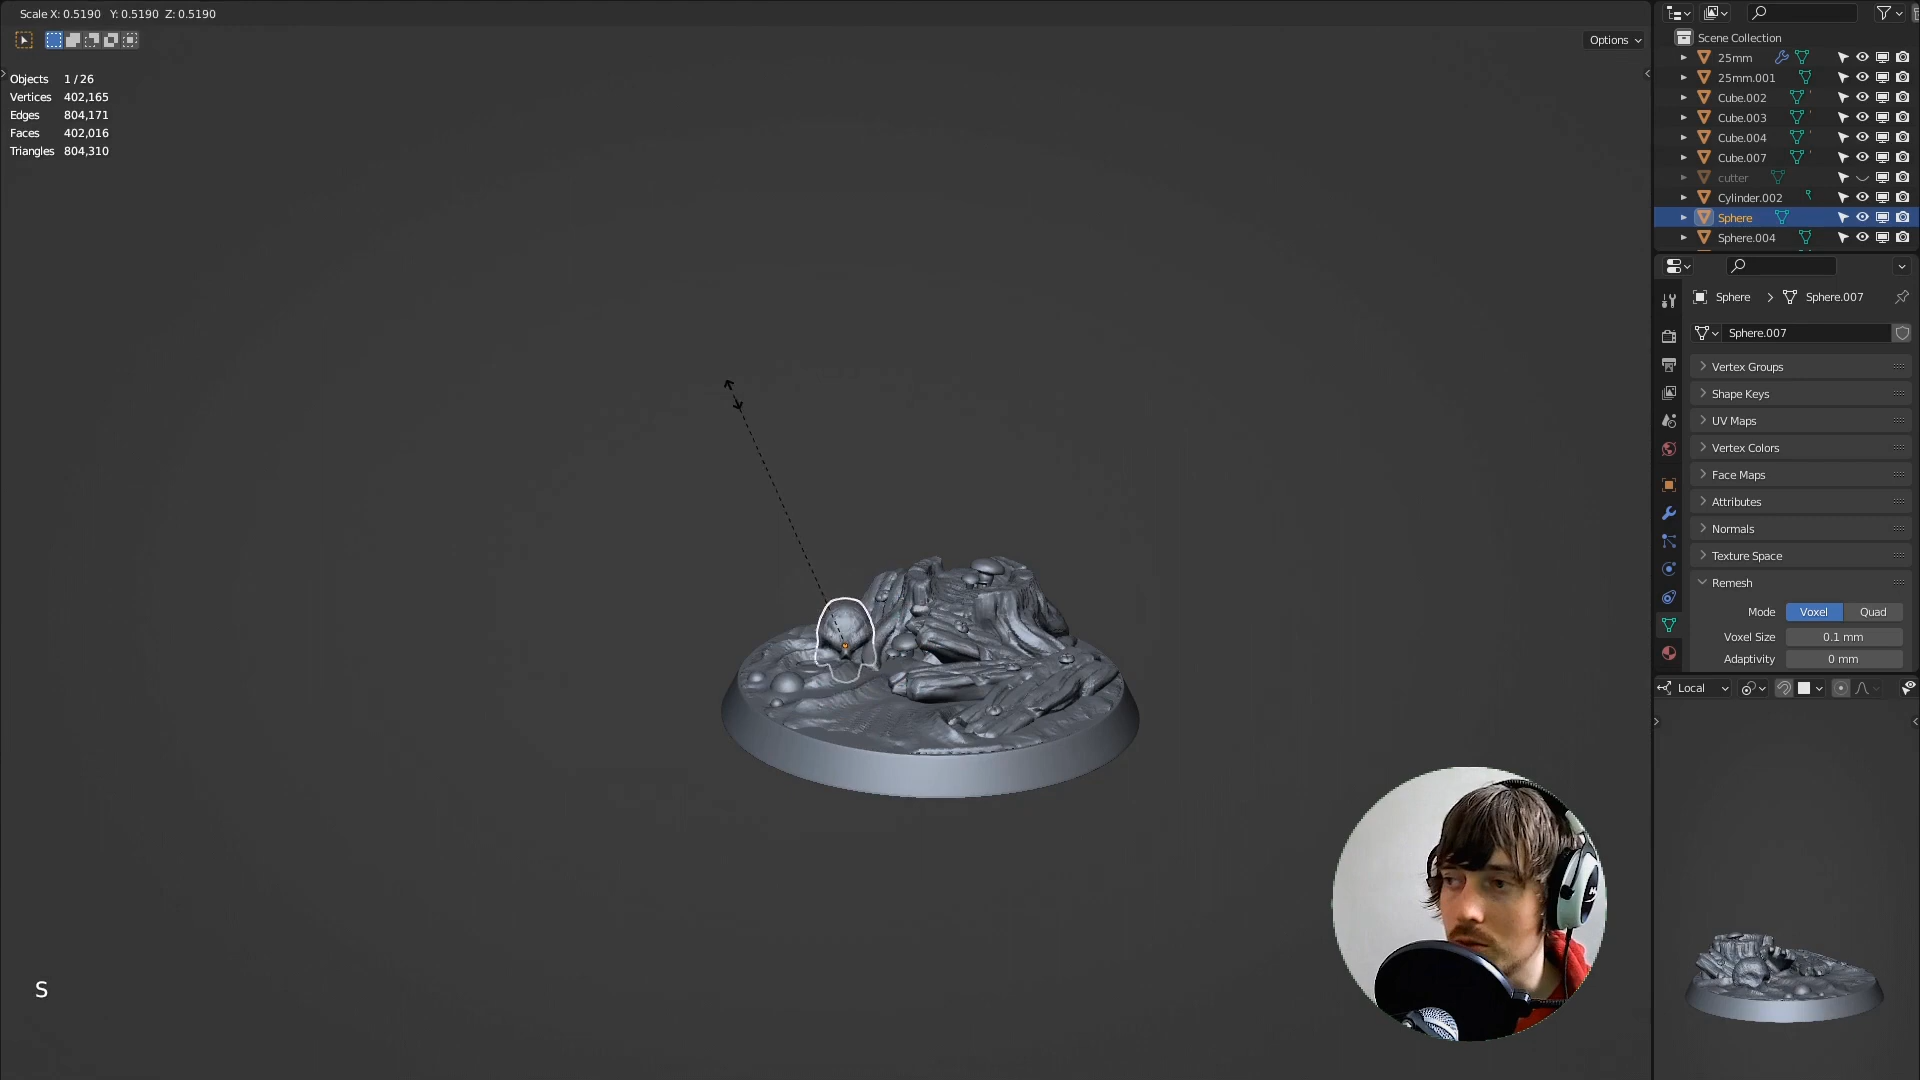 Scale X: 0.5190 Y: 0.5190 Z: 0.5190
Options
Objects 1 / 26
Vertices 402,165
Edges 804,171
Faces 402,016
Triangles 804,310
S
Scene Collection
25mm
25mm.001
Cube.002
Cube.003
Cube.004
Cube.007
cutter
Cylinder.002
Sphere
Sphere.004
Sphere > Sphere.007
Sphere.007
Vertex Groups
Shape Keys
UV Maps
Vertex Colors
Face Maps
Attributes
Normals
Texture Space
Remesh
Mode Voxel Quad
Voxel Size 0.1 mm
Adaptivity 0 mm
Local